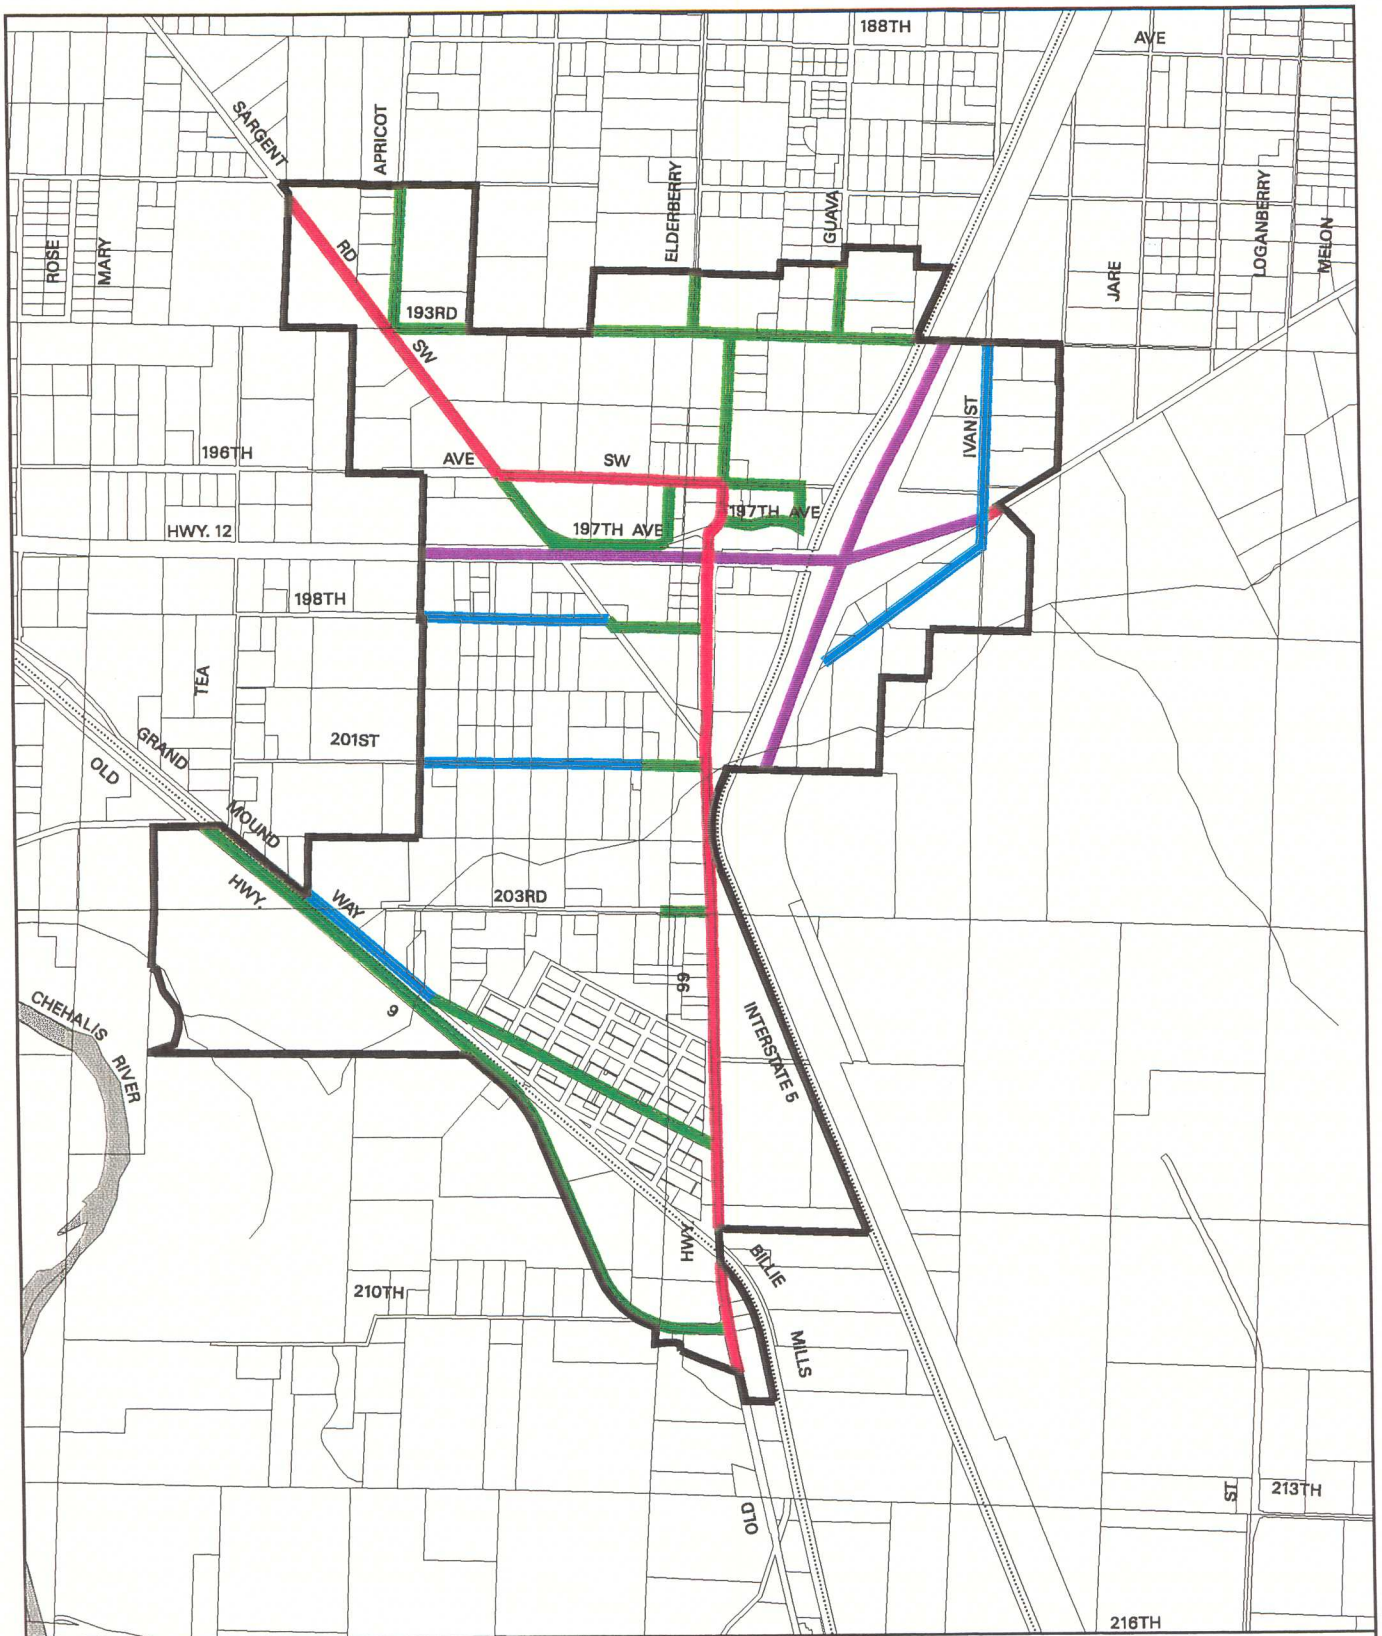 188TH
AVE
SARGENT
APRICOT
ELDERBERRY
GUAVA
LOGANBERRY
MELON
ROSE
MARY
RD
JARE
193RD
SW
IVAN ST
196TH
AVE
SW
197TH AVE
197TH AVE
HWY. 12
198TH
TEA
GRAND
201ST
OLD
MOUND
HWY.
WAY
203RD
99
9
CHEHALIS
RIVER
INTERSTATE 5
HWY.
BILLIE
210TH
MILLS
ST
213TH
OLD
216TH